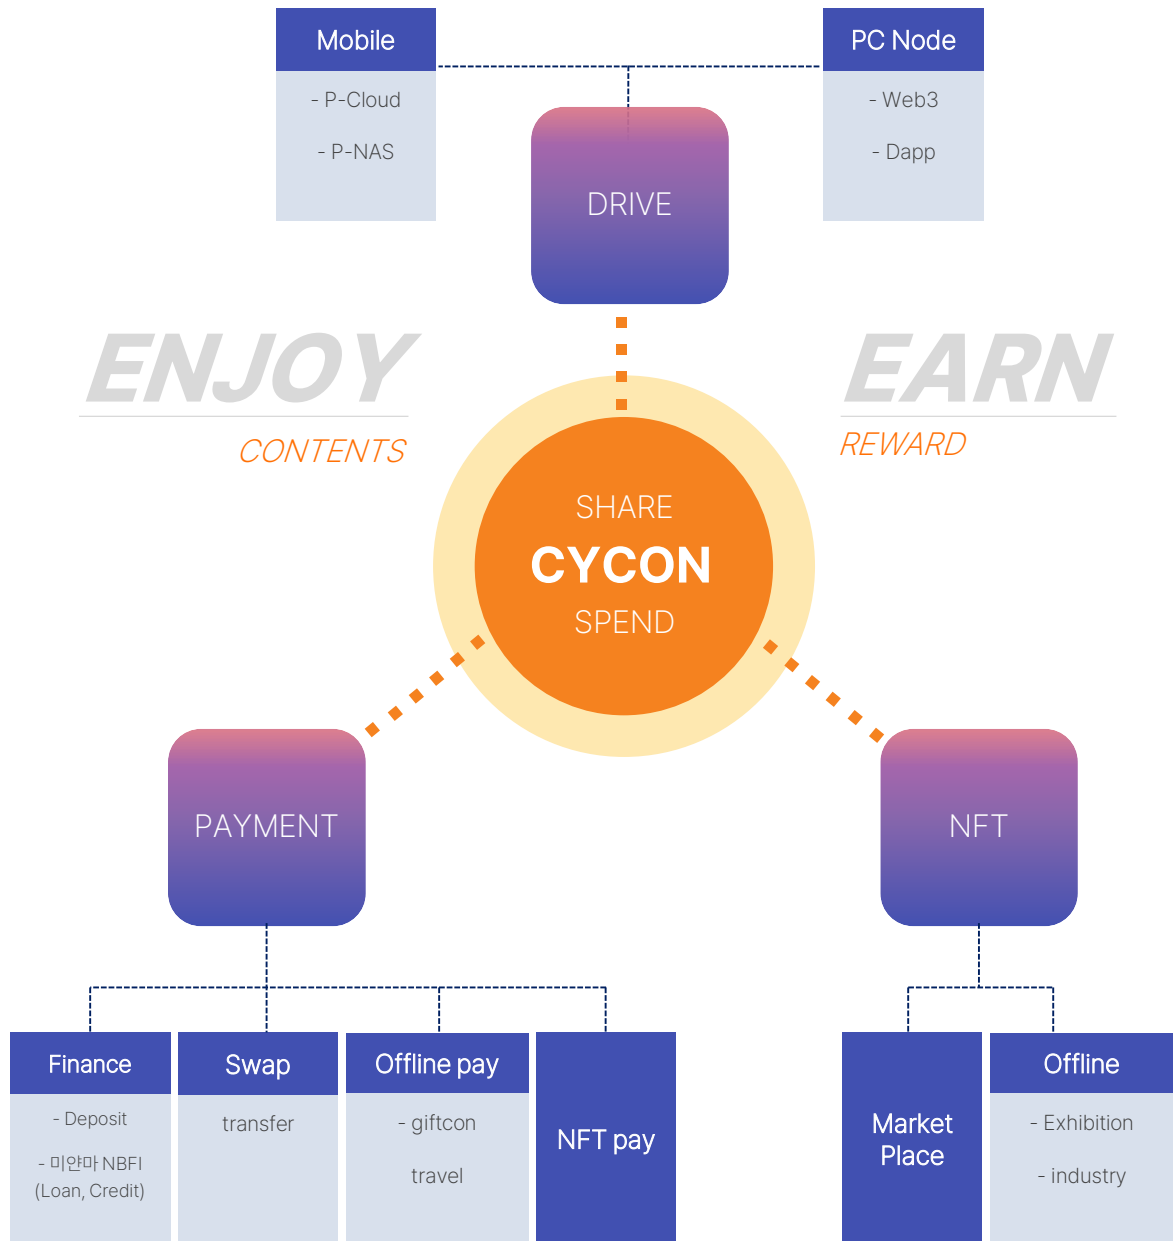 Mobile
- P-Cloud
- P-NAS
PC Node
- Web3
- Dapp
DRIVE
ENJOY
CONTENTS
EARN
REWARD
SHARE
CYCON
SPEND
PAYMENT
NFT
Finance
- Deposit
- 미얀마 NBFI
(Loan, Credit)
Swap
transfer
Offline pay
- giftcon
travel
NFT pay
Market
Place
Offline
- Exhibition
- industry